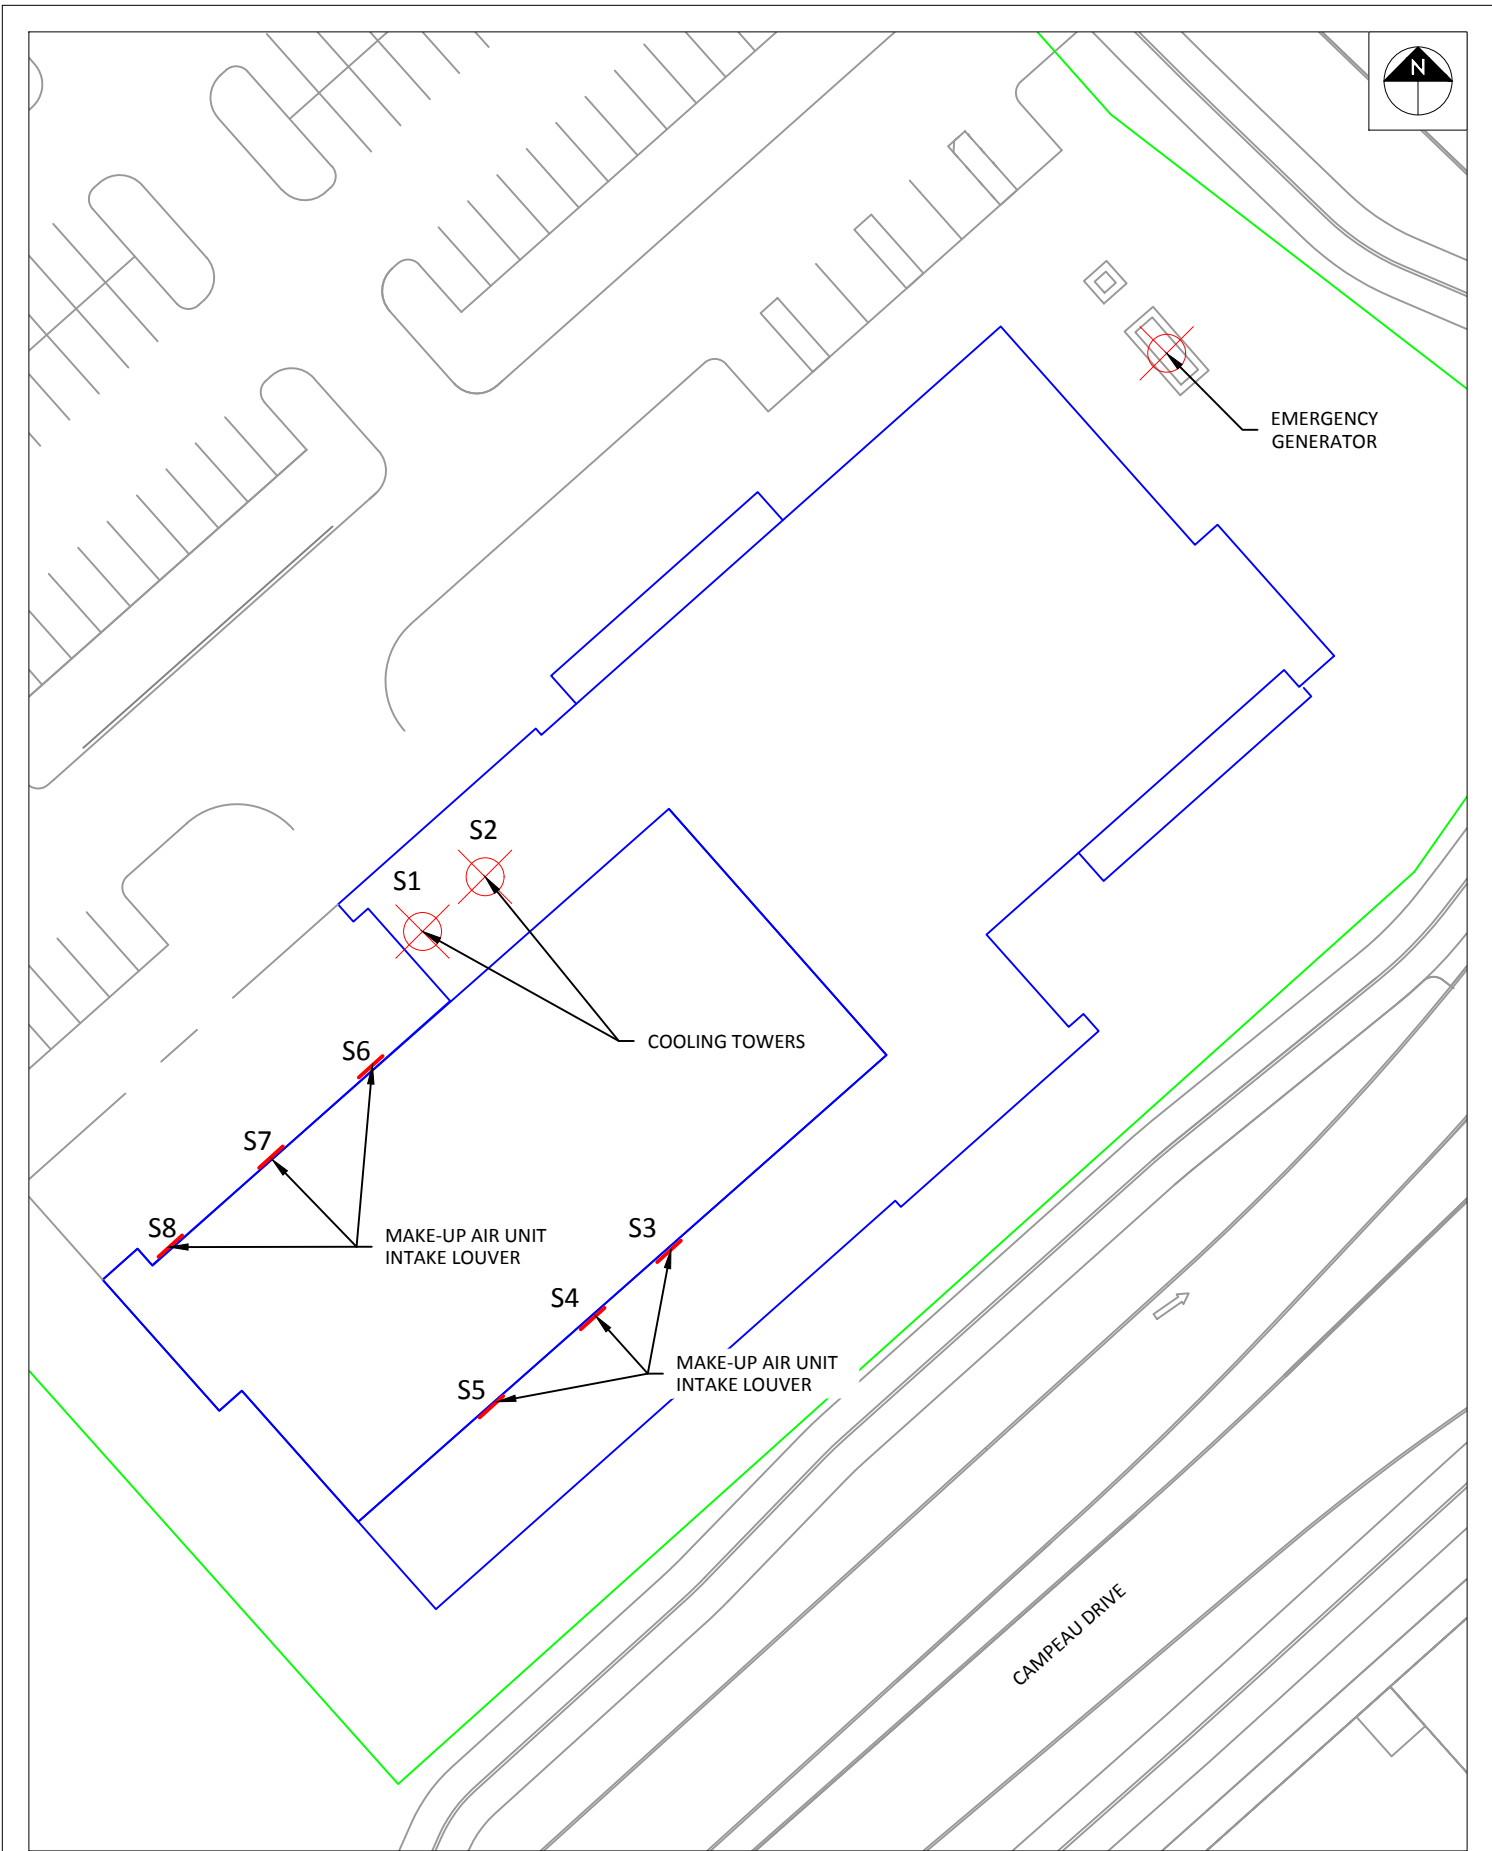 N
EMERGENCY
GENERATOR
S2
S1
COOLING TOWERS
S6
S7
S8
MAKE-UP AIR UNIT
INTAKE LOUVER
S3
S4
S5
MAKE-UP AIR UNIT
INTAKE LOUVER
CAMPEAU DRIVE